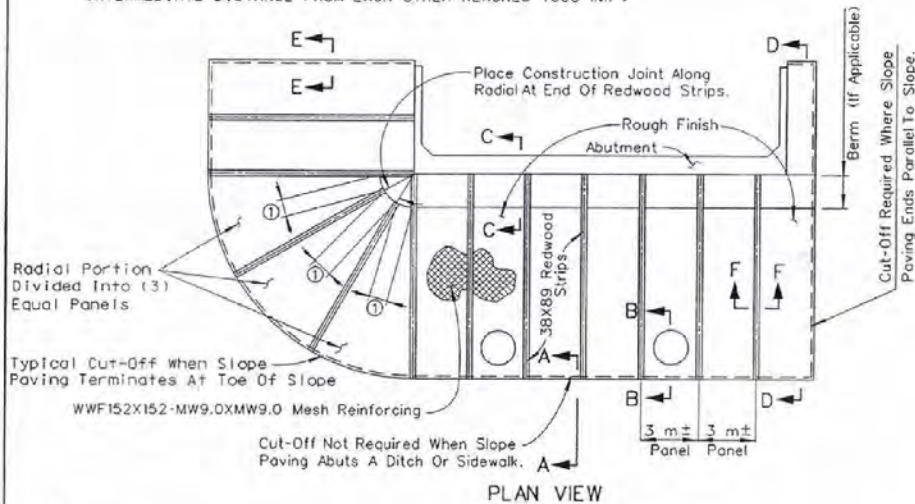 E
E
Place Construction Joint Along
Radial At End Of Redwood Strips.
C
Rough Finish
Abutment
C
D
Berm (If Applicable)
Cut-Off Required Where Slope
Paving Ends Parallel To Slope.
①
①
①
Radial Portion
Divided Into (3)
Equal Panels
38X89 Redwood
Strips.
F
F
B
B
Typical Cut-Off When Slope
Paving Terminates At Toe Of Slope
A
WWF152X152-MW9.0XMW9.0 Mesh Reinforcing
D
3 m±
Panel
3 m±
Panel
Cut-Off Not Required When Slope
Paving Abuts A Ditch Or Sidewalk.
A
PLAN VIEW